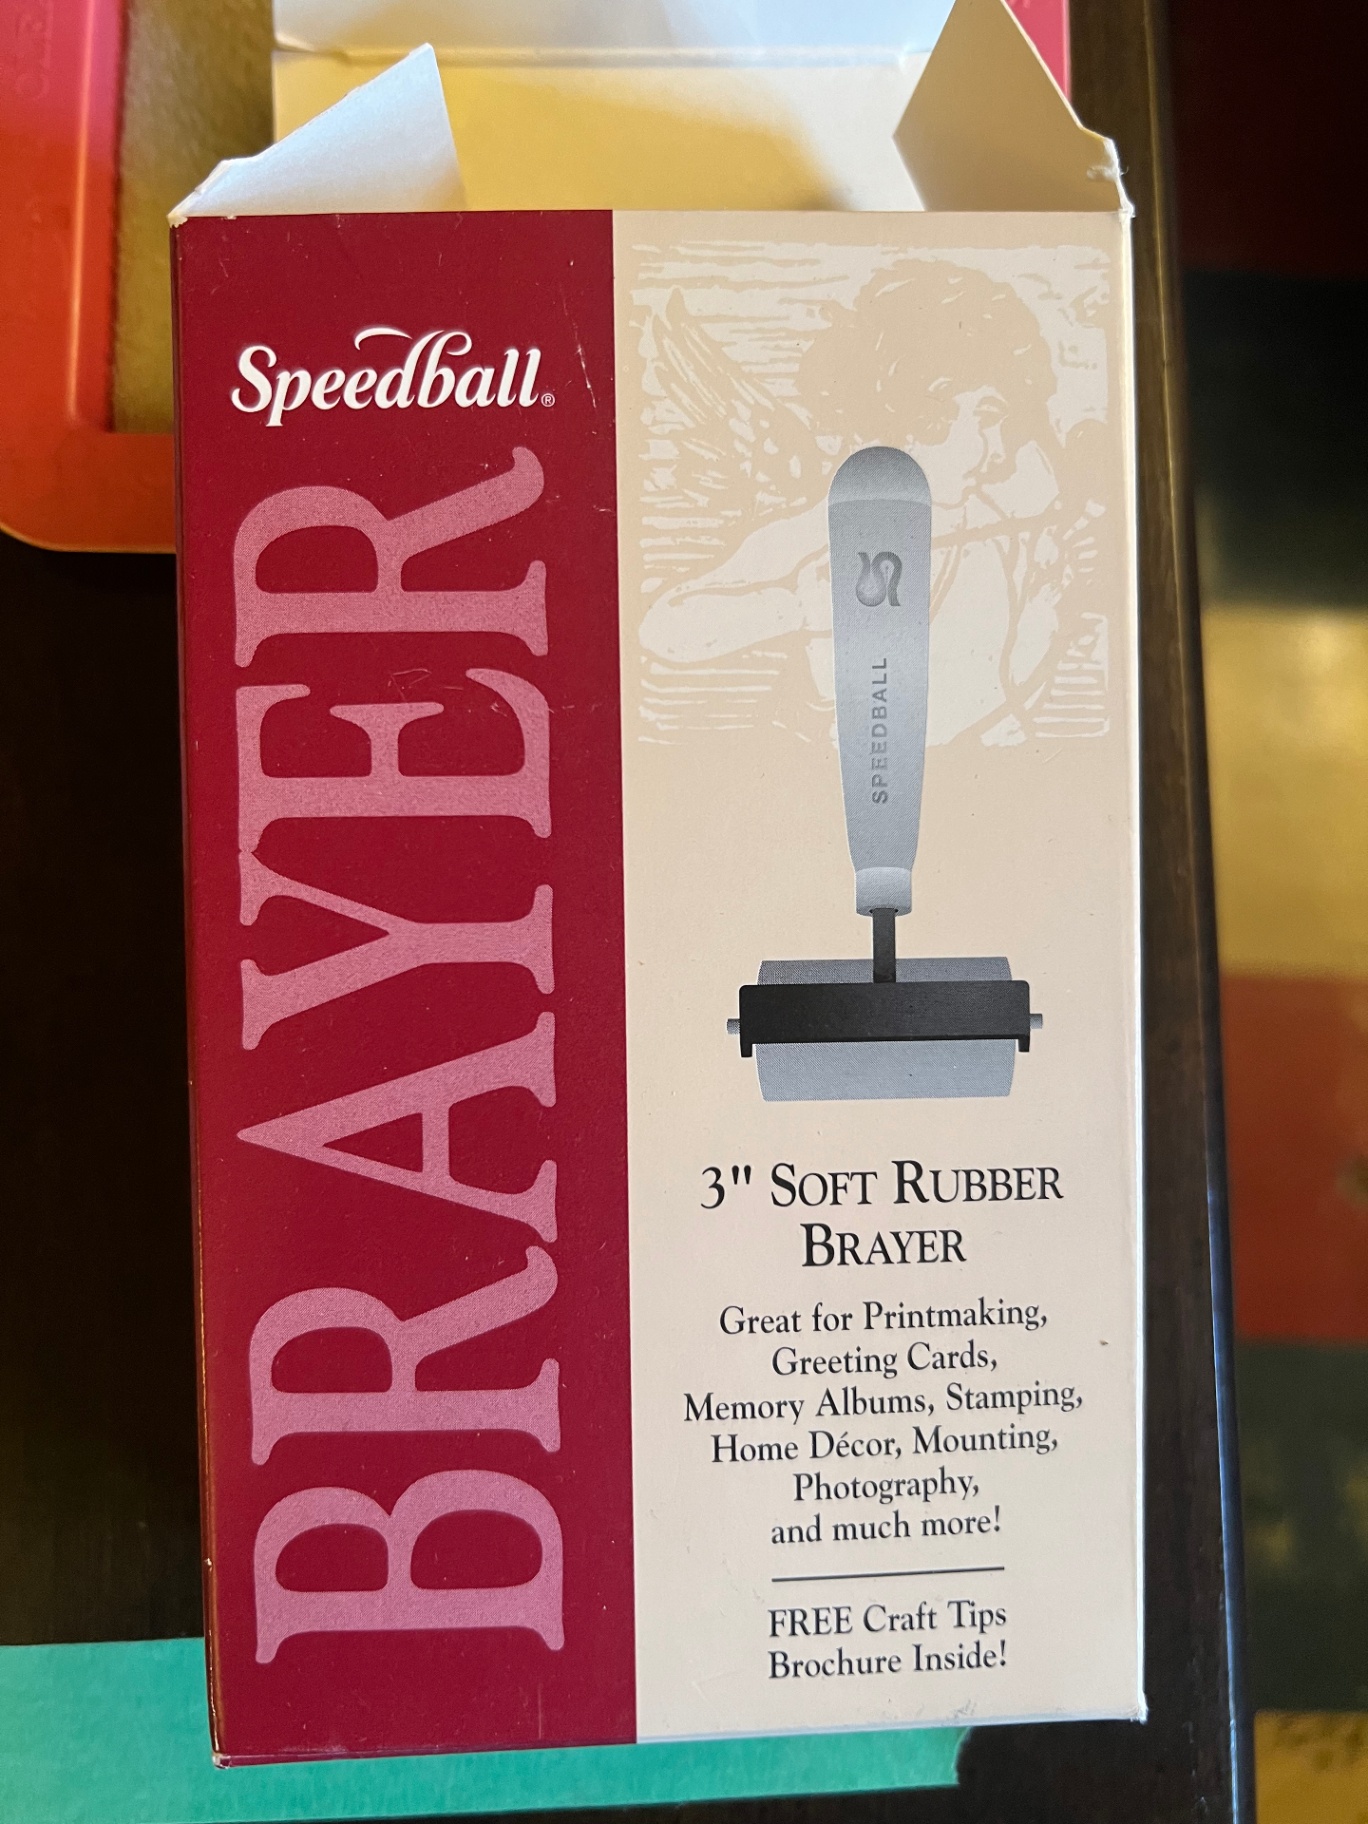 Speedball®
BRAYER
SPEEDBALL
3" SOFT RUBBER
BRAYER
Great for Printmaking,
Greeting Cards,
Memory Albums, Stamping,
Home Décor, Mounting,
Photography,
and much more!
FREE Craft Tips
Brochure Inside!